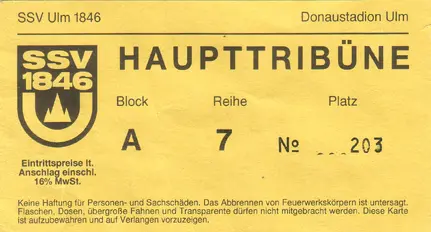 SSV Ulm 1846 Donaustadion Ulm
SSV
1846
HAUPTTRIBÜNE
Block Reihe Platz
A 7 № 203
Eintrittspreise lt.
Anschlag einschl.
16% MwSt.
Keine Haftung für Personen- und Sachschäden. Das Abbrennen von Feuerwerkskörpern ist untersagt.
Flaschen, Dosen, übergroße Fahnen und Transparente dürfen nicht mitgebracht werden. Diese Karte
ist aufzubewahren und auf Verlangen vorzuzeigen.